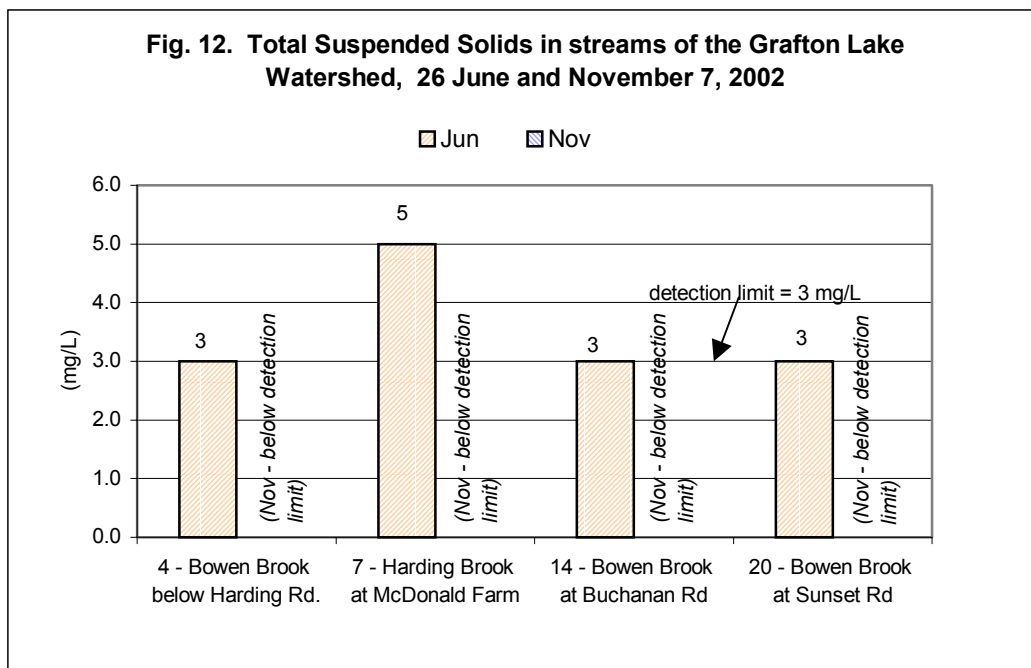 Fig. 12.  Total Suspended Solids in streams of the Grafton Lake
Watershed,  26 June and November 7, 2002
Jun
Nov
(mg/L)
6.0
5.0
4.0
3.0
2.0
1.0
0.0
3
5
3
3
detection limit = 3 mg/L
(Nov - below detection
limit)
(Nov - below detection
limit)
(Nov - below detection
limit)
(Nov - below detection
limit)
4 - Bowen Brook
below Harding Rd.
7 - Harding Brook
at McDonald Farm
14 - Bowen Brook
at Buchanan Rd
20 - Bowen Brook
at Sunset Rd